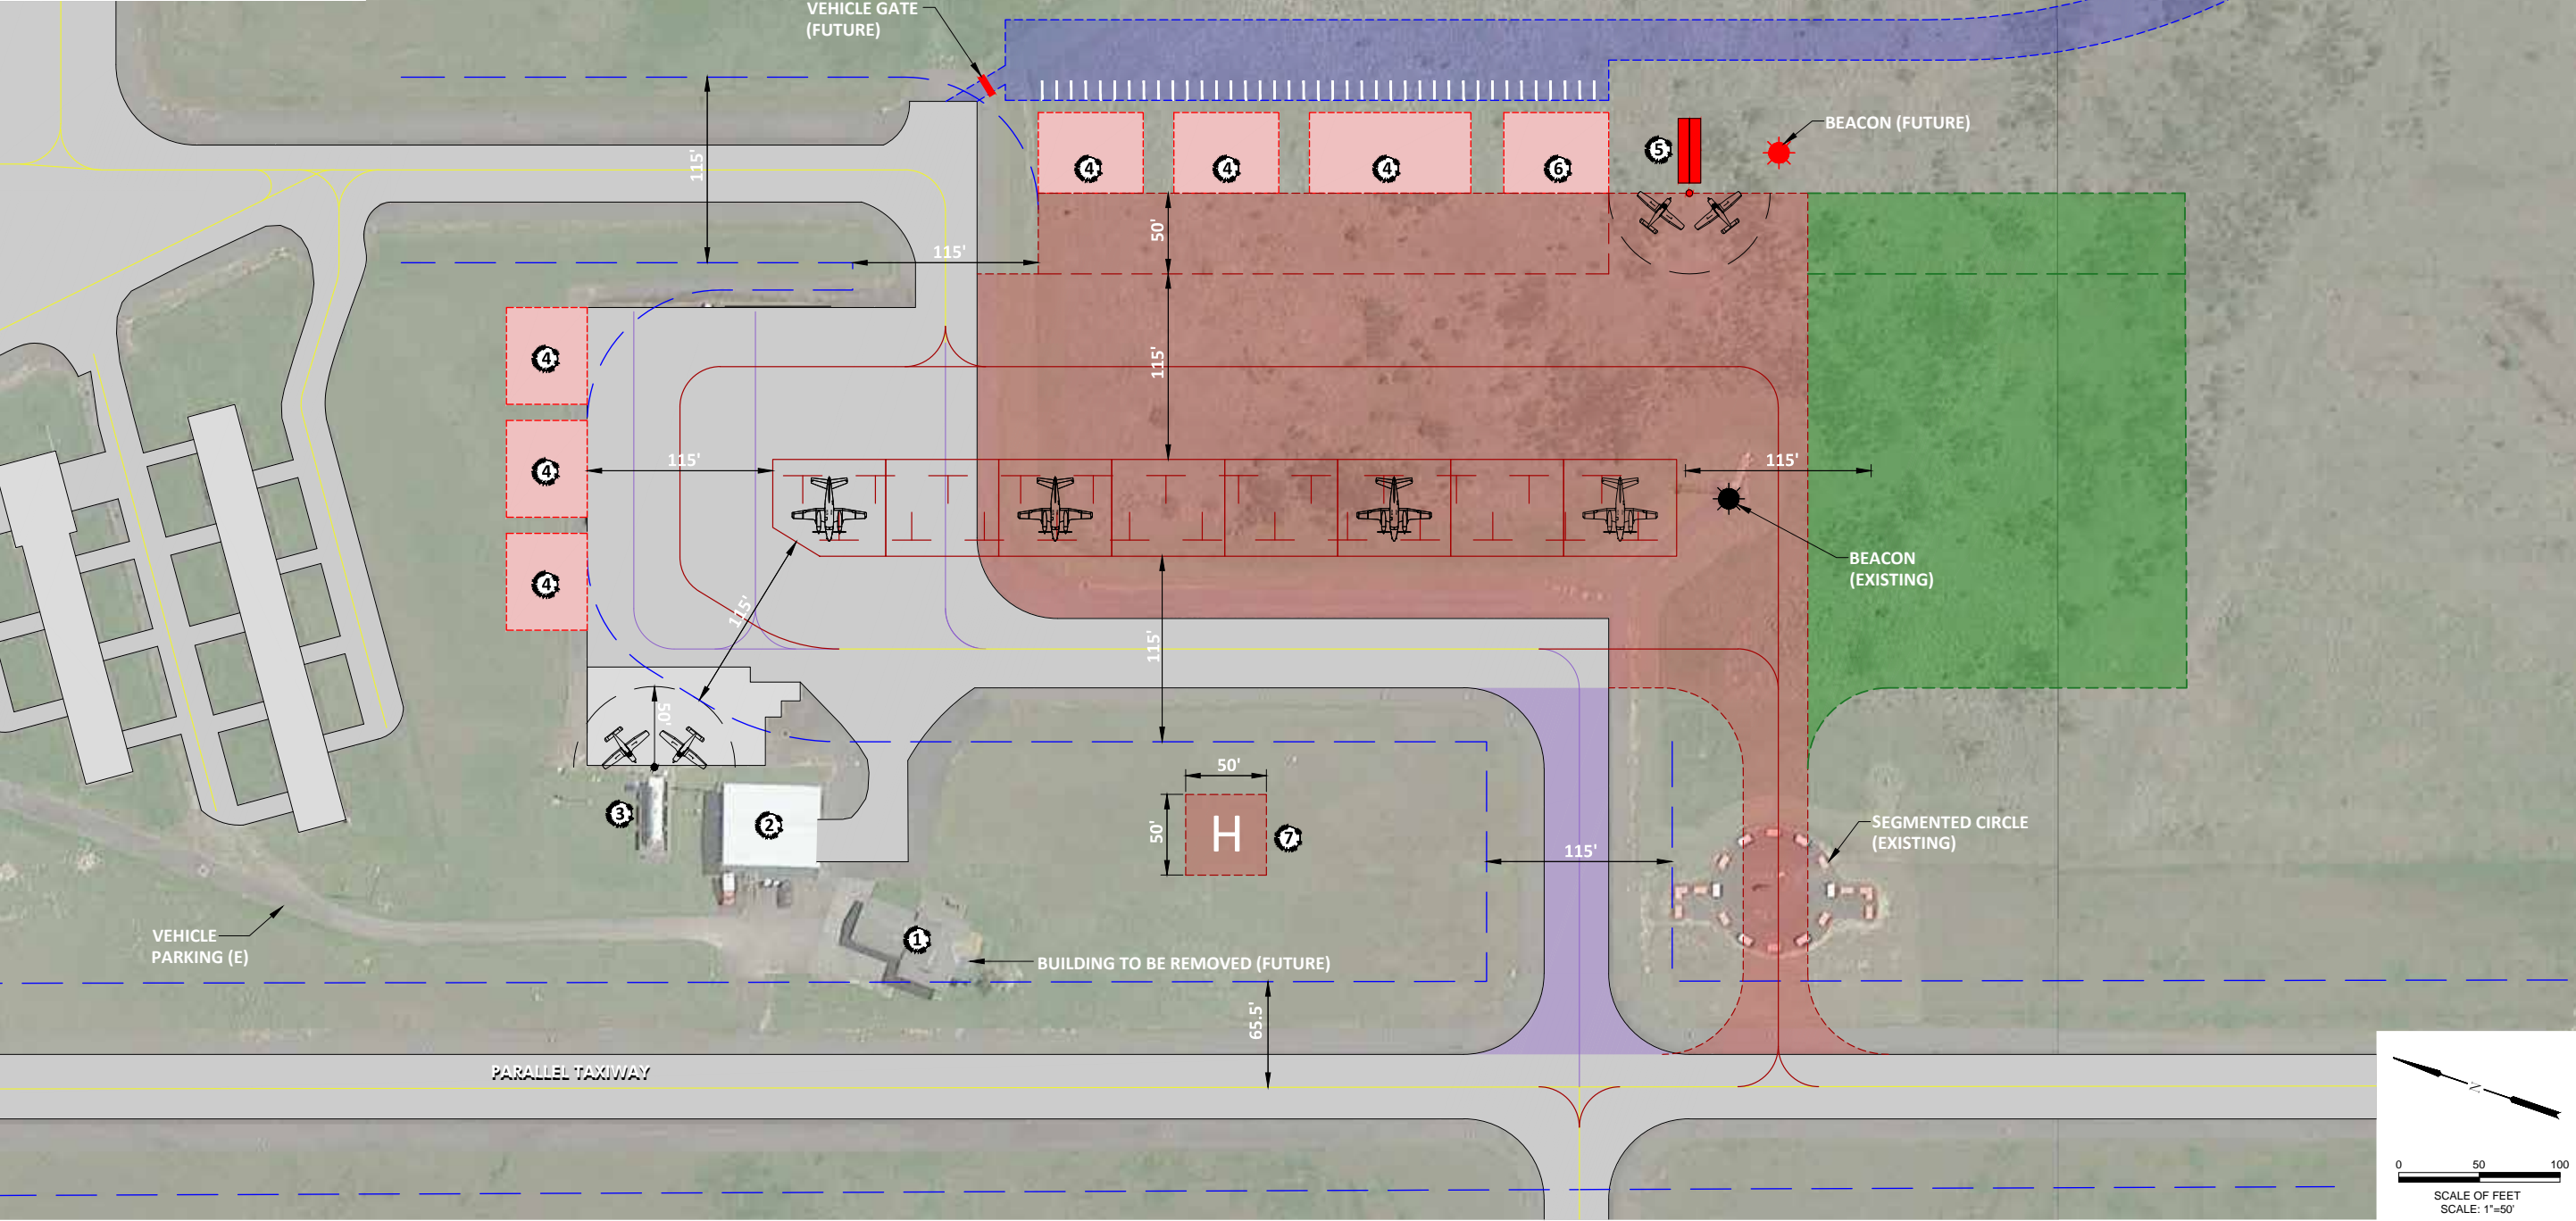 VEHICLE GATE
(FUTURE)
BEACON (FUTURE)
115'
4
4
4
6
5
50'
115'
4
115'
4
115'
115'
4
BEACON
(EXISTING)
115'
115'
50'
50'
50'
H
7
3
2
SEGMENTED CIRCLE
(EXISTING)
115'
1
VEHICLE
PARKING (E)
BUILDING TO BE REMOVED (FUTURE)
65.5'
PARALLEL TAXIWAY
N
0 50 100
SCALE OF FEET
SCALE: 1"=50'